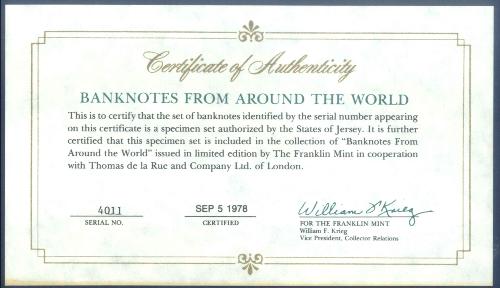 Certificate of Authenticity
BANKNOTES FROM AROUND THE WORLD
This is to certify that the set of banknotes identified by the serial number appearing
on this certificate is a specimen set authorized by the States of Jersey. It is further
certified that this specimen set is included in the collection of "Banknotes From
Around the World" issued in limited edition by The Franklin Mint in cooperation
with Thomas de la Rue and Company Ltd. of London.
4011
SERIAL NO.
SEP 5 1978
CERTIFIED
William F. Krieg
FOR THE FRANKLIN MINT
William F. Krieg
Vice President, Collector Relations